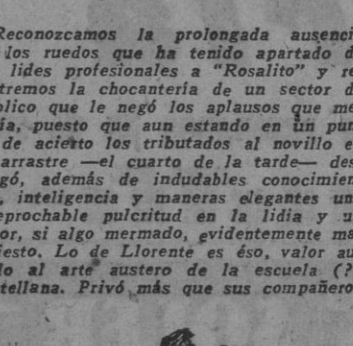 Reconozcamos la prolongada ausenci
los ruedos que ha tenido apartado d
lides profesionales a "Rosalito" y re
tremos la chocantería de un sector d
blico que le negó los aplausos que me
ía, puesto que aun estando en un pun
de acierto los tributados al novillo e
arrastre —el cuarto de la tarde— des
gó, además de indudables conocimien
, inteligencia y maneras elegantes un
eprochable pulcritud en la lidia y u
or, si algo mermado, evidentemente ma
iesto. Lo de Llorente es éso, valor au
do al arte austero de la escuela (?
tellana. Privó más que sus compañero